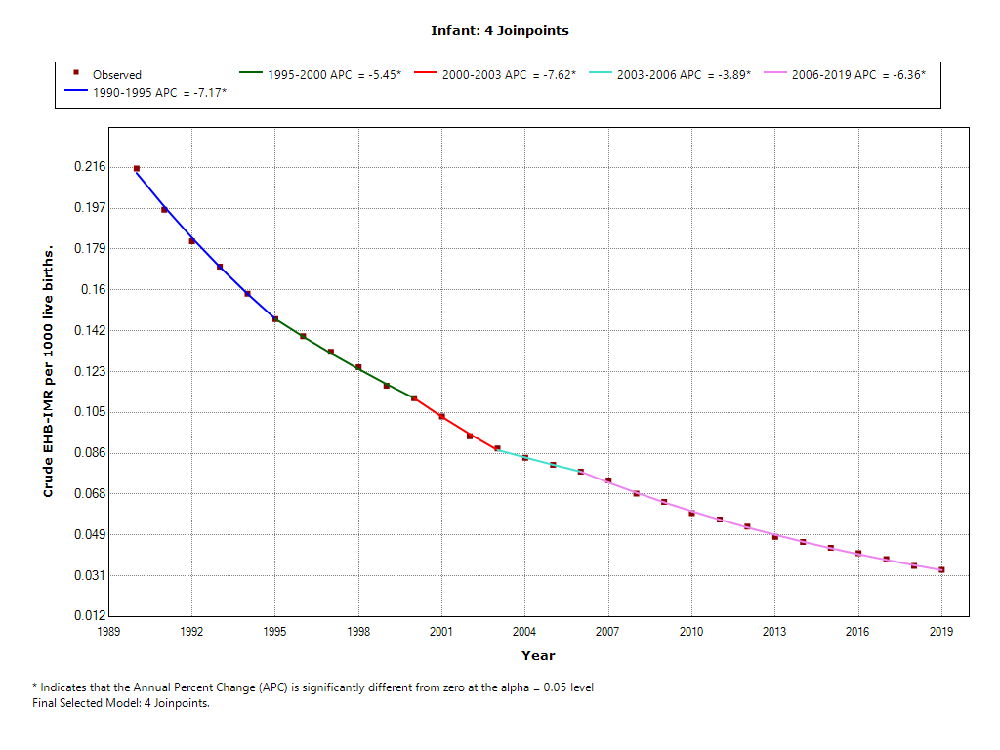 Infant: 4 Joinpoints
Observed
1995-2000 APC = -5.45*
2000-2003 APC = -7.62*
2003-2006 APC = -3.89*
2006-2019 APC = -6.36*
1990-1995 APC = -7.17*
Crude EHB-IMR per 1000 live births.
0.216
0.197
0.179
0.16
0.142
0.123
0.105
0.086
0.068
0.049
0.031
0.012
1989
1992
1995
1998
2001
2004
2007
2010
2013
2016
2019
Year
* Indicates that the Annual Percent Change (APC) is significantly different from zero at the alpha = 0.05 level
Final Selected Model: 4 Joinpoints.